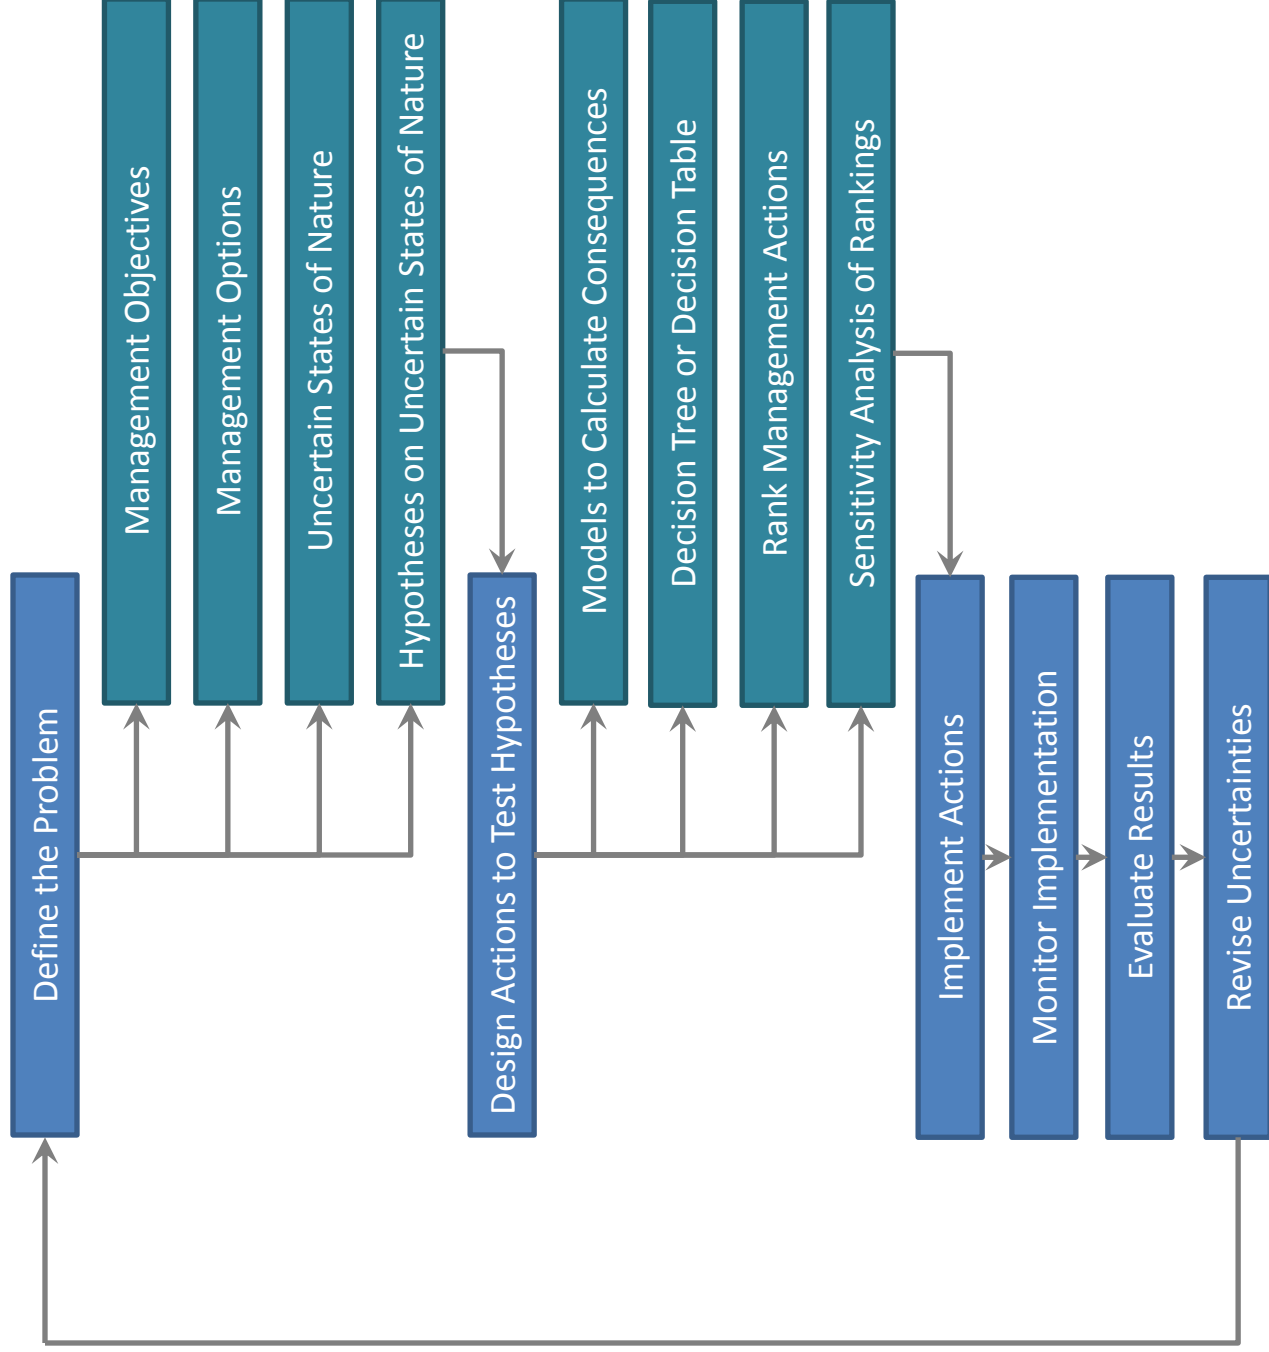 Define the Problem
Management Objectives
Management Options
Uncertain States of Nature
Hypotheses on Uncertain States of Nature
Design Actions to Test Hypotheses
Models to Calculate Consequences
Decision Tree or Decision Table
Rank Management Actions
Sensitivity Analysis of Rankings
Implement Actions
Monitor Implementation
Evaluate Results
Revise Uncertainties